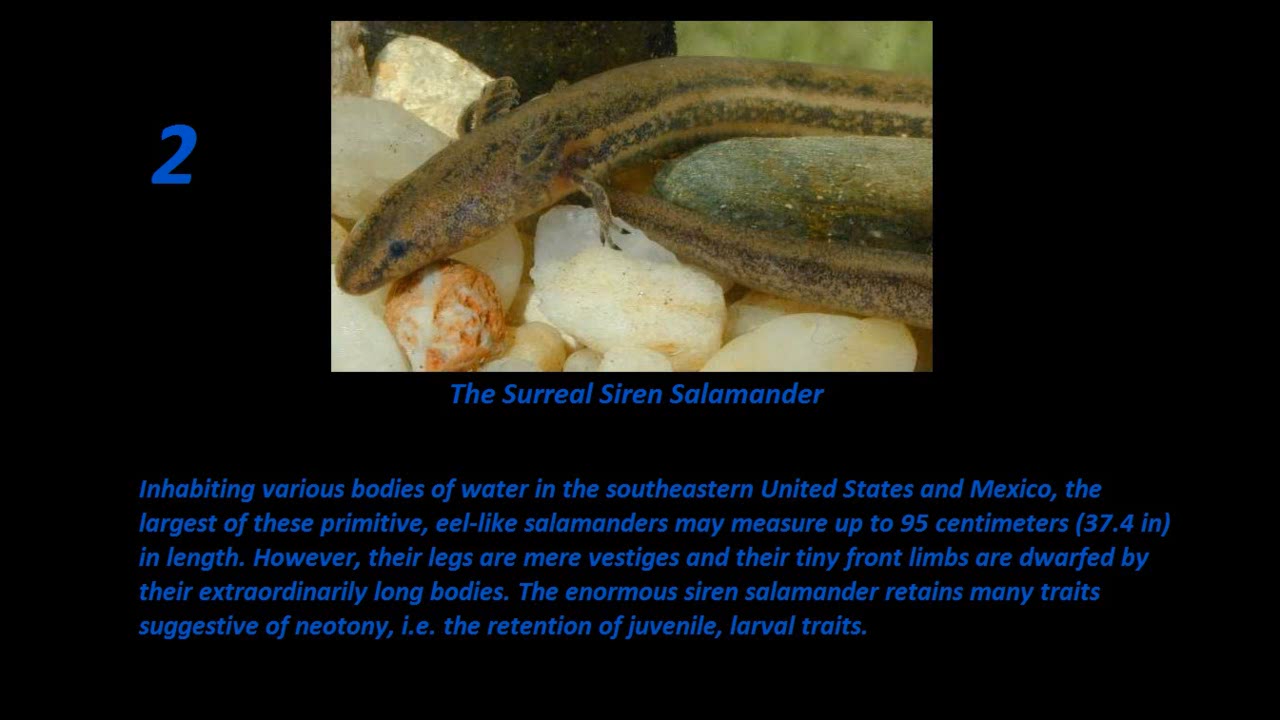 2
The Surreal Siren Salamander
Inhabiting various bodies of water in the southeastern United States and Mexico, the
largest of these primitive, eel-like salamanders may measure up to 95 centimeters (37.4 in)
in length. However, their legs are mere vestiges and their tiny front limbs are dwarfed by
their extraordinarily long bodies. The enormous siren salamander retains many traits
suggestive of neotony, i.e. the retention of juvenile, larval traits.